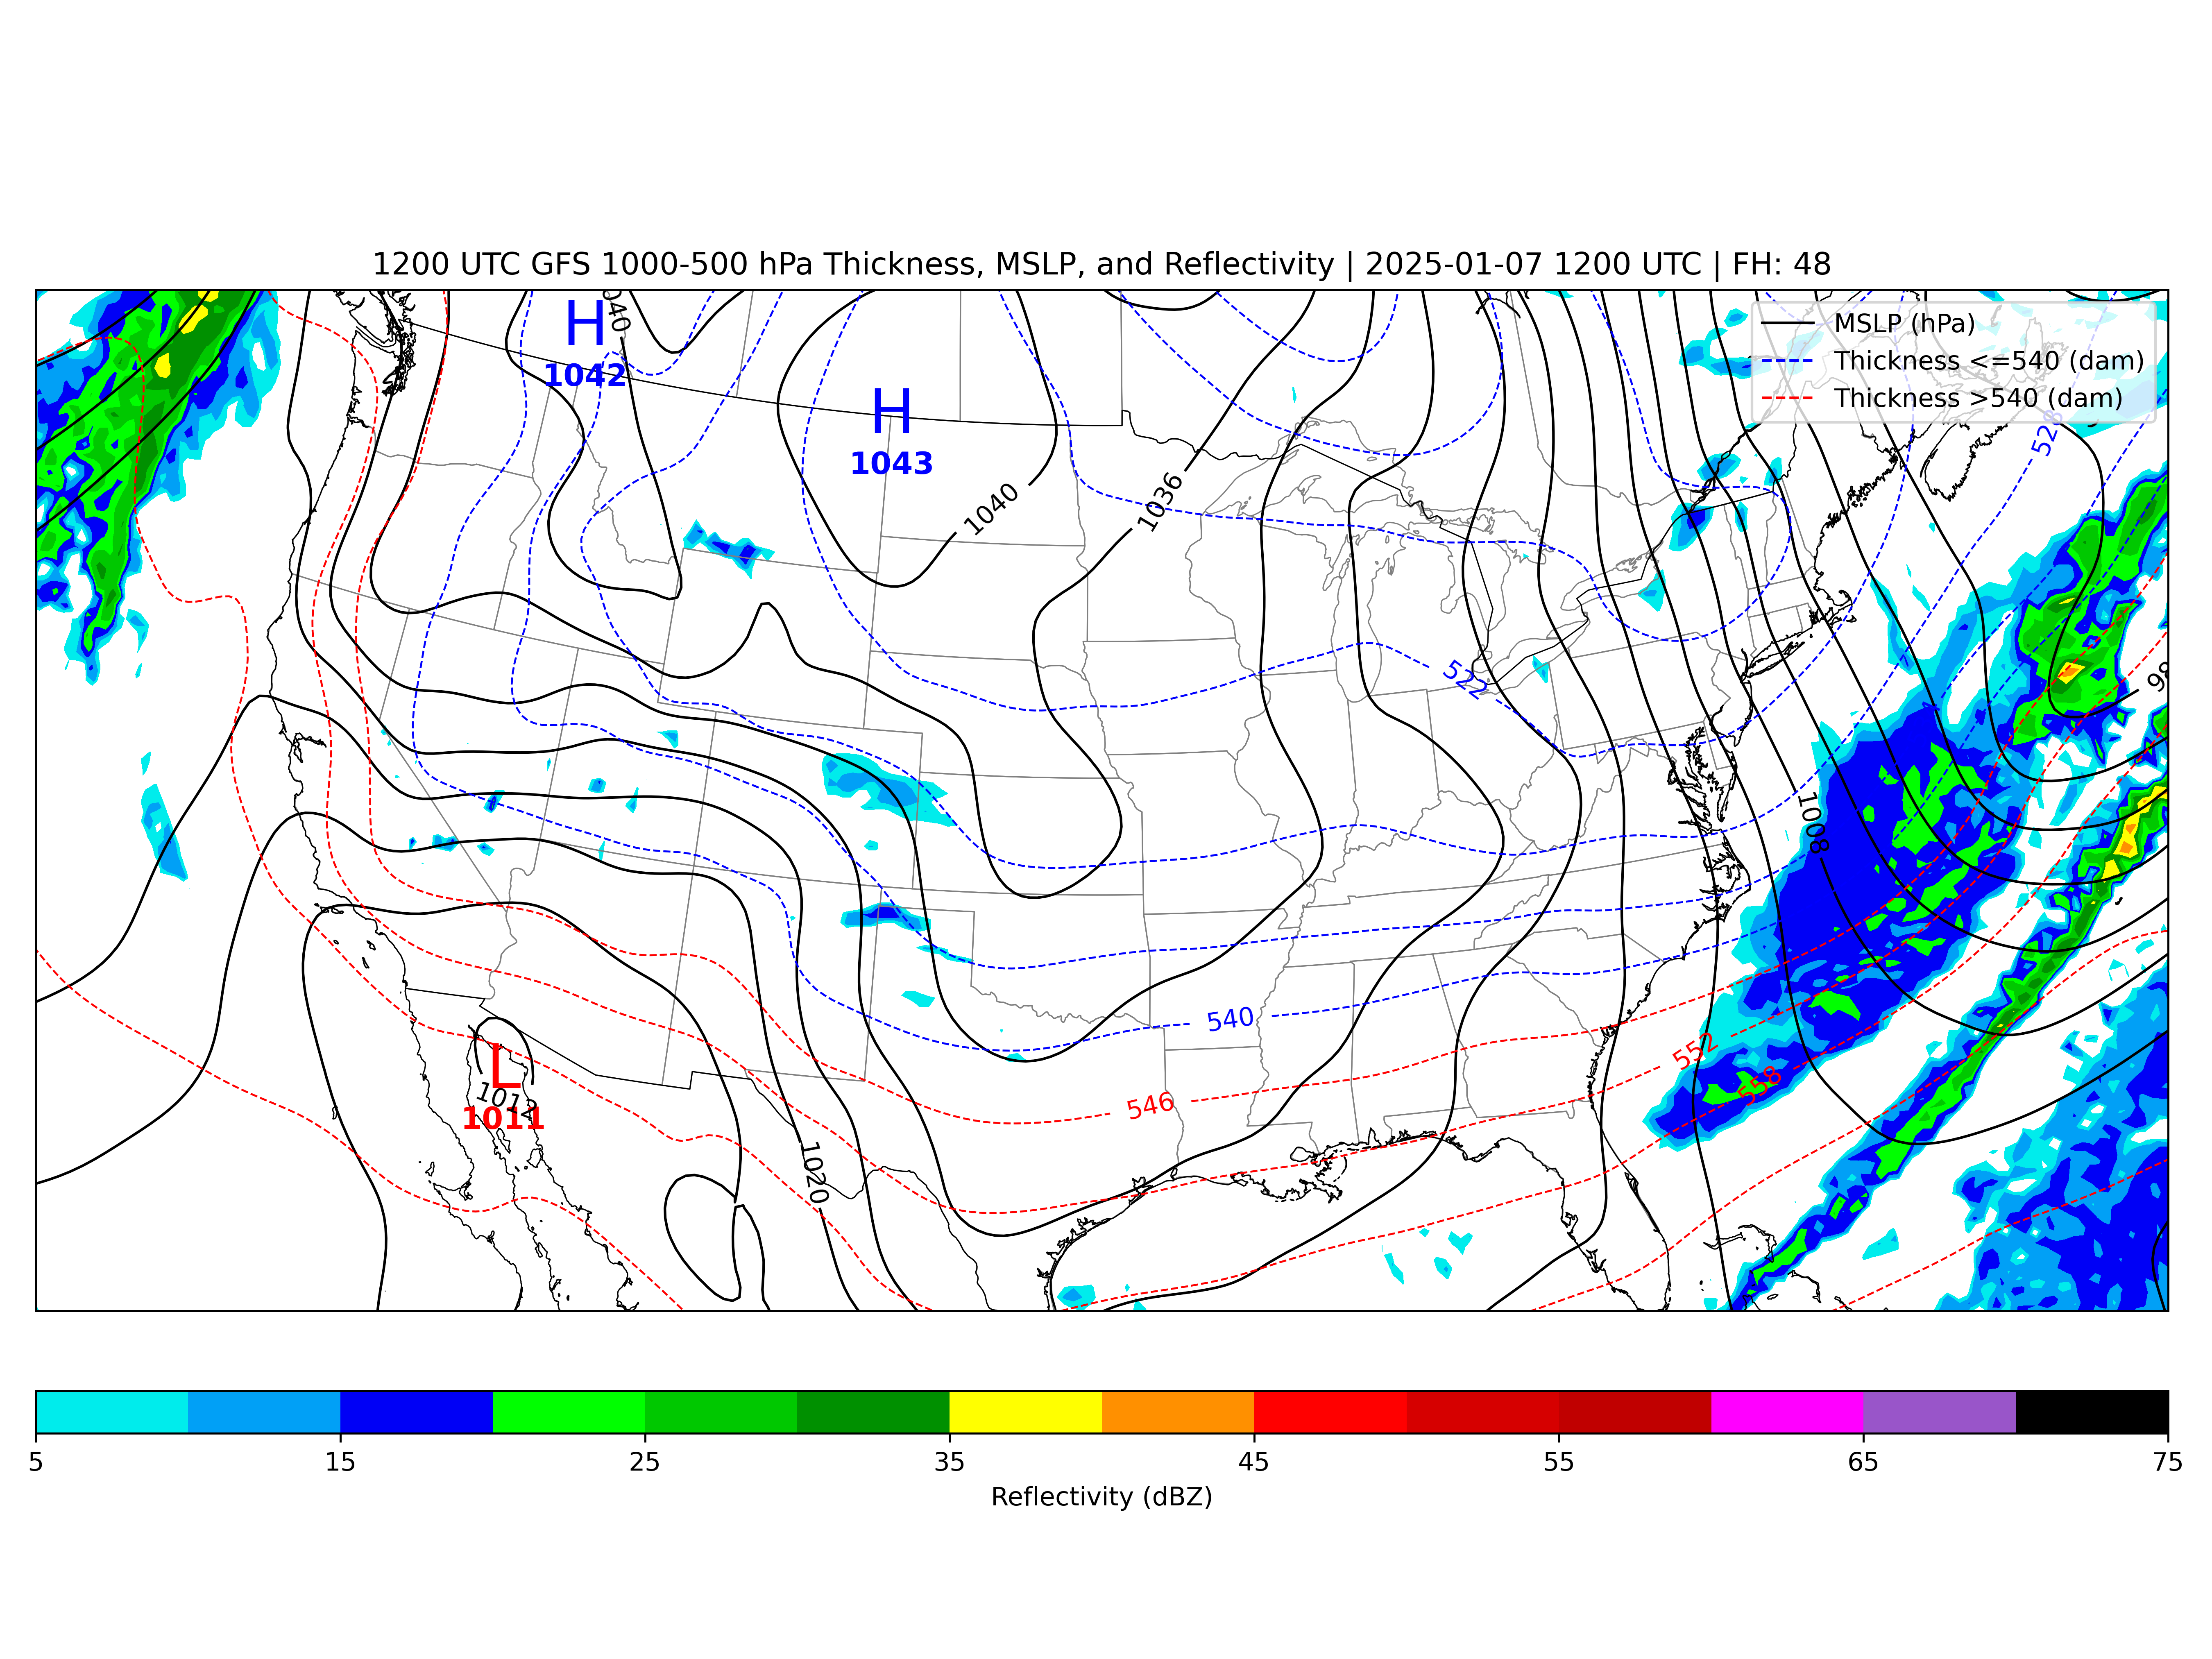 1200 UTC GFS 1000-500 hPa Thickness, MSLP, and Reflectivity | 2025-01-07 1200 UTC | FH: 48
MSLP (hPa)
Thickness <=540 (dam)
Thickness >540 (dam)
H
1042
H
1043
1040
1036
528
522
1008
540
552
558
546
L
1012
1011
1020
5 15 25 35 45 55 65 75
Reflectivity (dBZ)